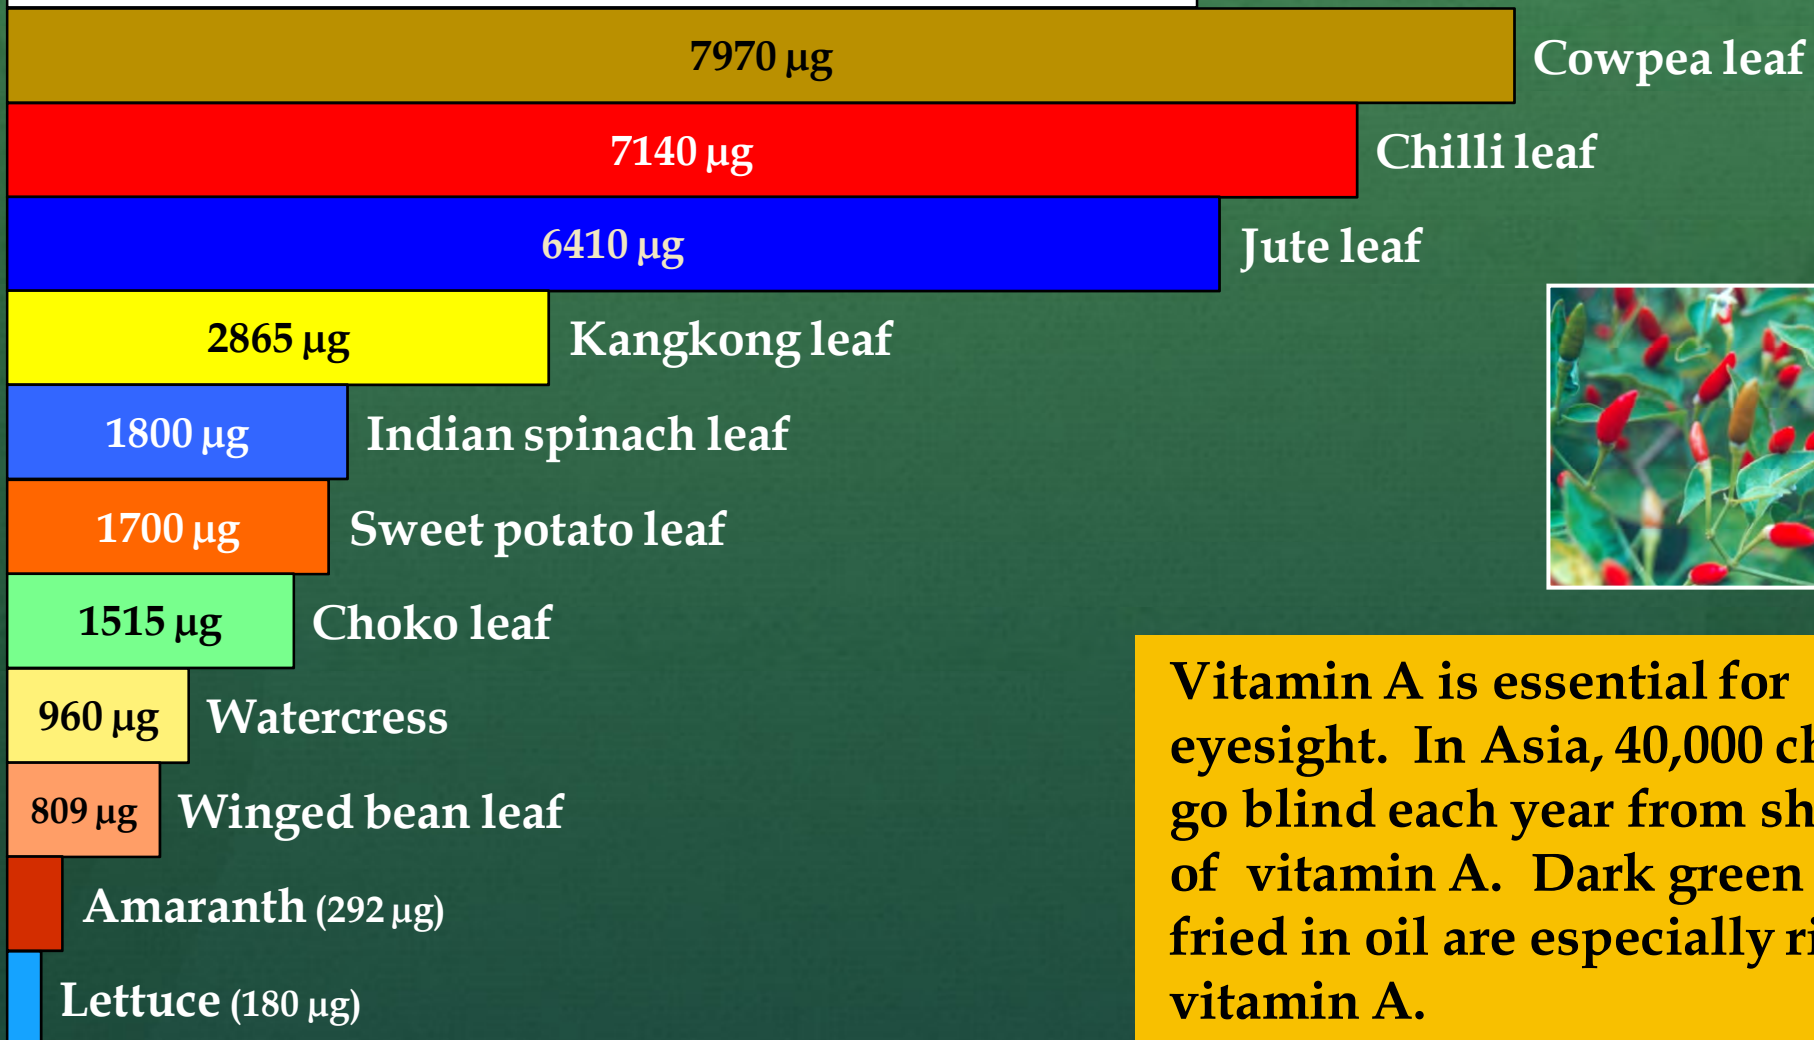 7970 µg Cowpea leaf
7140 µg Chilli leaf
6410 µg Jute leaf
2865 µg Kangkong leaf
1800 µg Indian spinach leaf
1700 µg Sweet potato leaf
1515 µg Choko leaf
960 µg Watercress
809 µg Winged bean leaf
Amaranth (292 µg)
Lettuce (180 µg)
Vitamin A is essential for
eyesight. In Asia, 40,000
go blind each year from
of vitamin A. Dark green
fried in oil are especially
vitamin A.